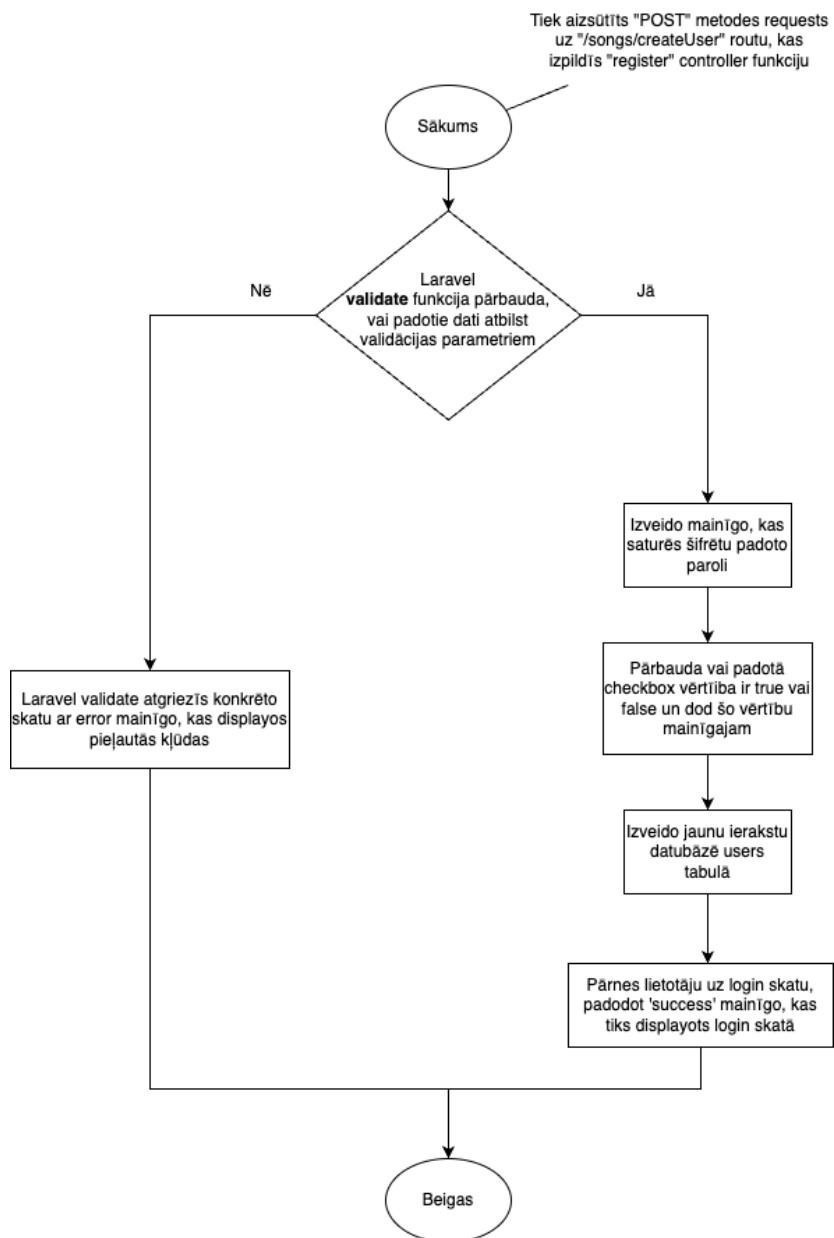 Tiek aizsūtīts "POST" metodes requests
uz "/songs/createUser" routu, kas
izpildīs "register" controller funkciju
Sākums
Laravel
validate funkcija pārbauda,
vai padotie dati atbilst
validācijas parametriem
Nē
Jā
Izveido mainīgo, kas
saturēs šifrētu padoto
paroli
Pārbauda vai padotā
checkbox vērtīiba ir true vai
false un dod šo vērtību
mainīgajam
Laravel validate atgriezīs konkrēto
skatu ar error mainīgo, kas displayos
pieļautās kļūdas
Izveido jaunu ierakstu
datubāzē users
tabulā
Pārnes lietotāju uz login skatu,
padodot 'success' mainīgo, kas
tiks displayots login skatā
Beigas